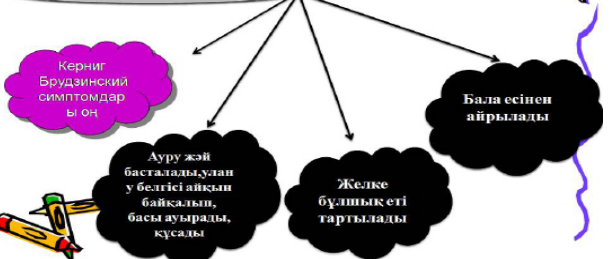 Керниг
Брудзинский
симптомдар
ы оң
Ауру жәй
басталады,улан
у белгісі айқын
байқалып,
басы ауырады,
құсады
Желке
бұлшық еті
тартылады
Бала есінен
айрылады